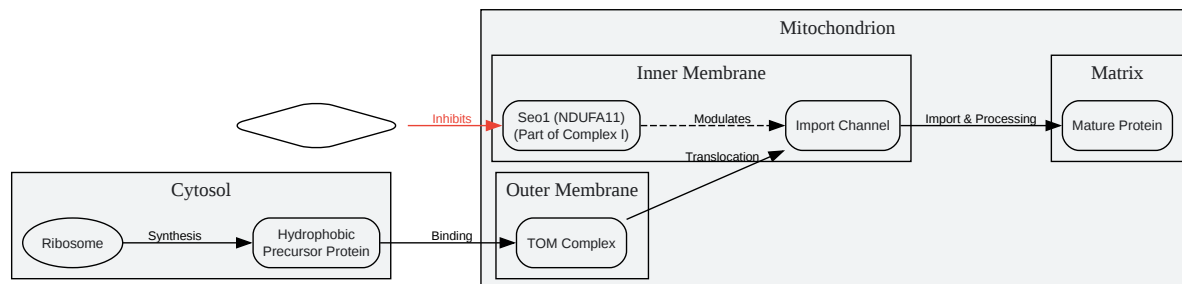 Mitochondrion
Inner Membrane
Matrix
Inhibits
Seo1 (NDUFA11)
(Part of Complex I)
Modulates
Import Channel
Import & Processing
Mature Protein
Translocation
Cytosol
Outer Membrane
Ribosome
Synthesis
Hydrophobic
Precursor Protein
Binding
TOM Complex